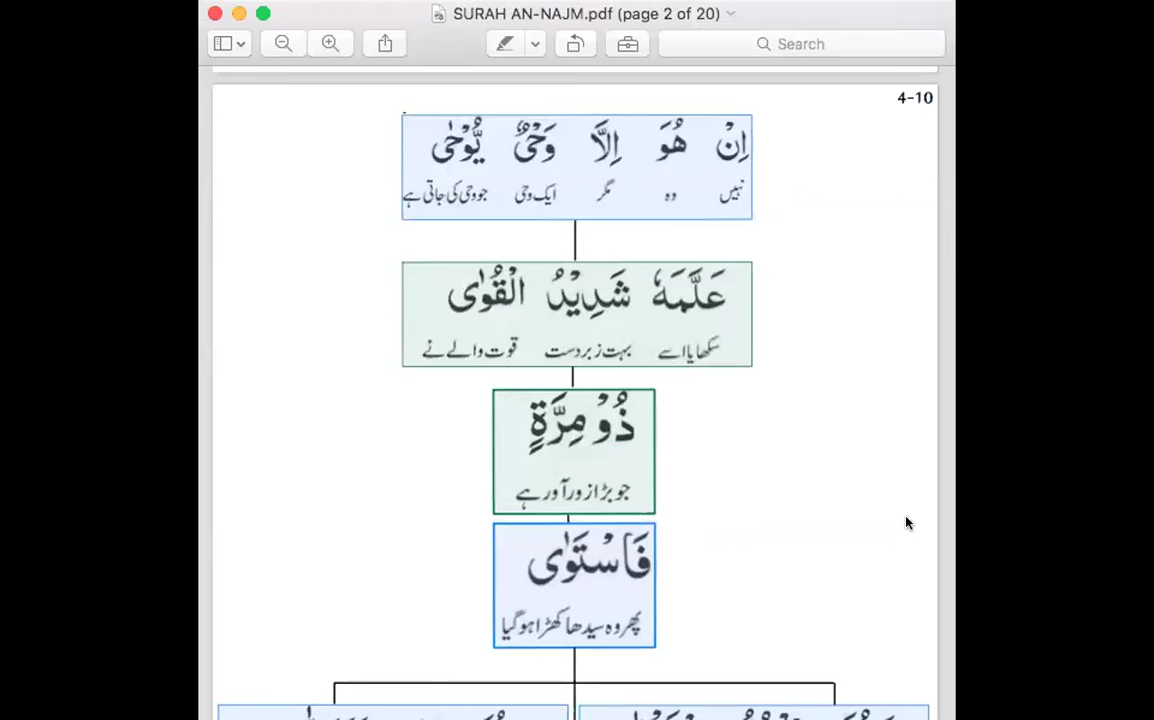 SURAH AN-NAJM.pdf (page 2 of 20)
Search
4-10
اِنْ هُوَ اِلَّا وَحْیٌ یُّوْحٰی
نہیں وہ مگر ایک وحی جو وحی کی جاتی ہے
عَلَّمَهٗ شَدِیْدُ الْقُوٰی
سکھایا اسے بہت زبردست قوت والے نے
ذُوْ مِرَّةٍ
جو بڑا زور آور ہے
فَاسْتَوٰی
پھر وہ سیدھا کھڑا ہو گیا